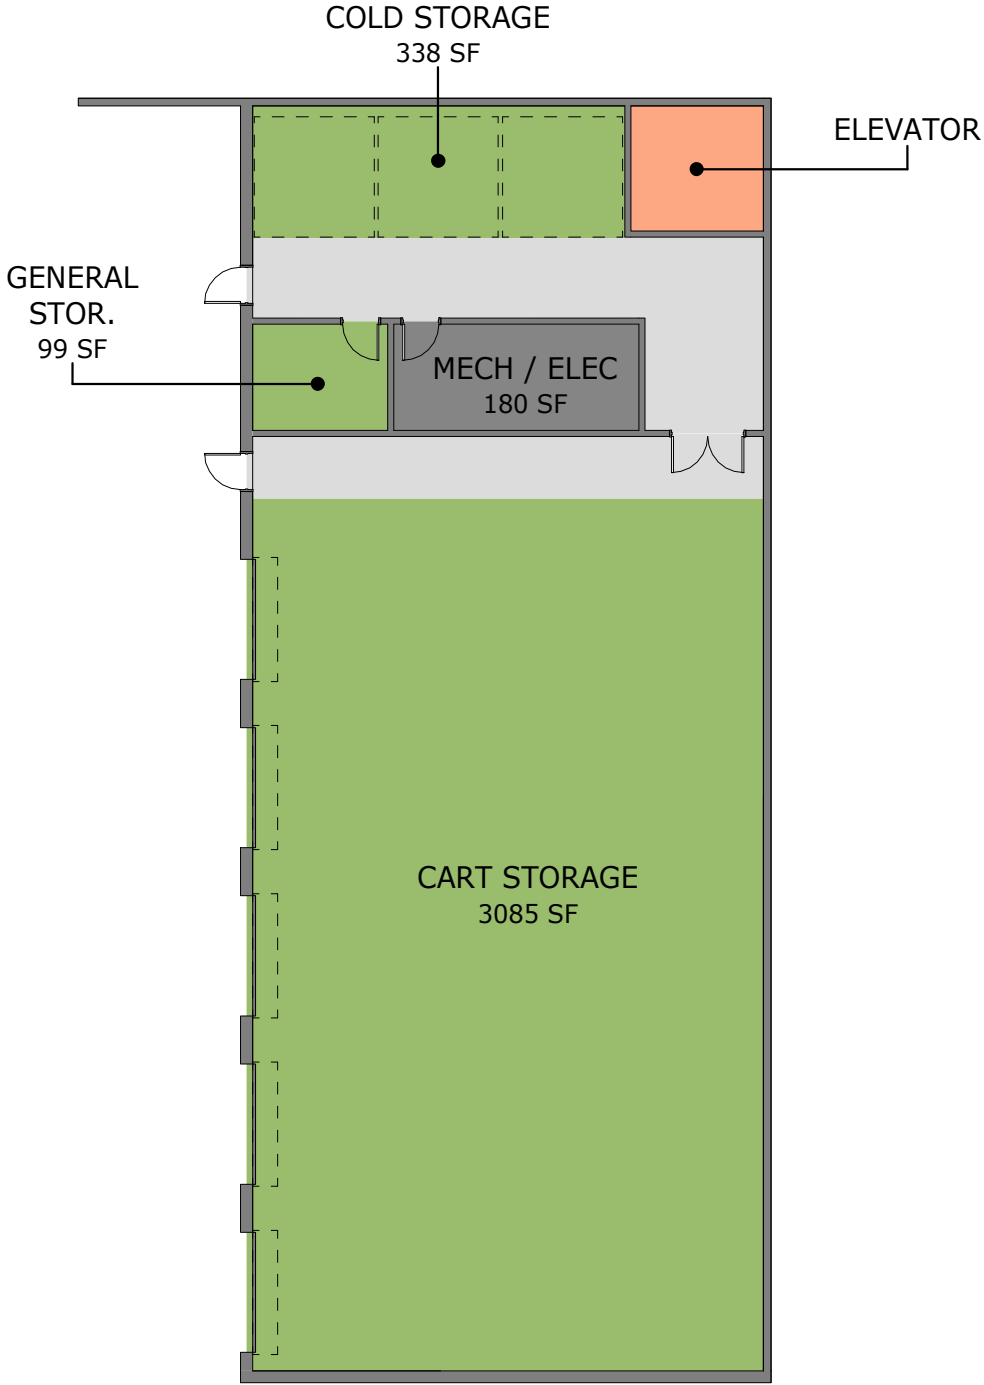 COLD STORAGE
338 SF
ELEVATOR
GENERAL
STOR.
99 SF
MECH / ELEC
180 SF
CART STORAGE
3085 SF